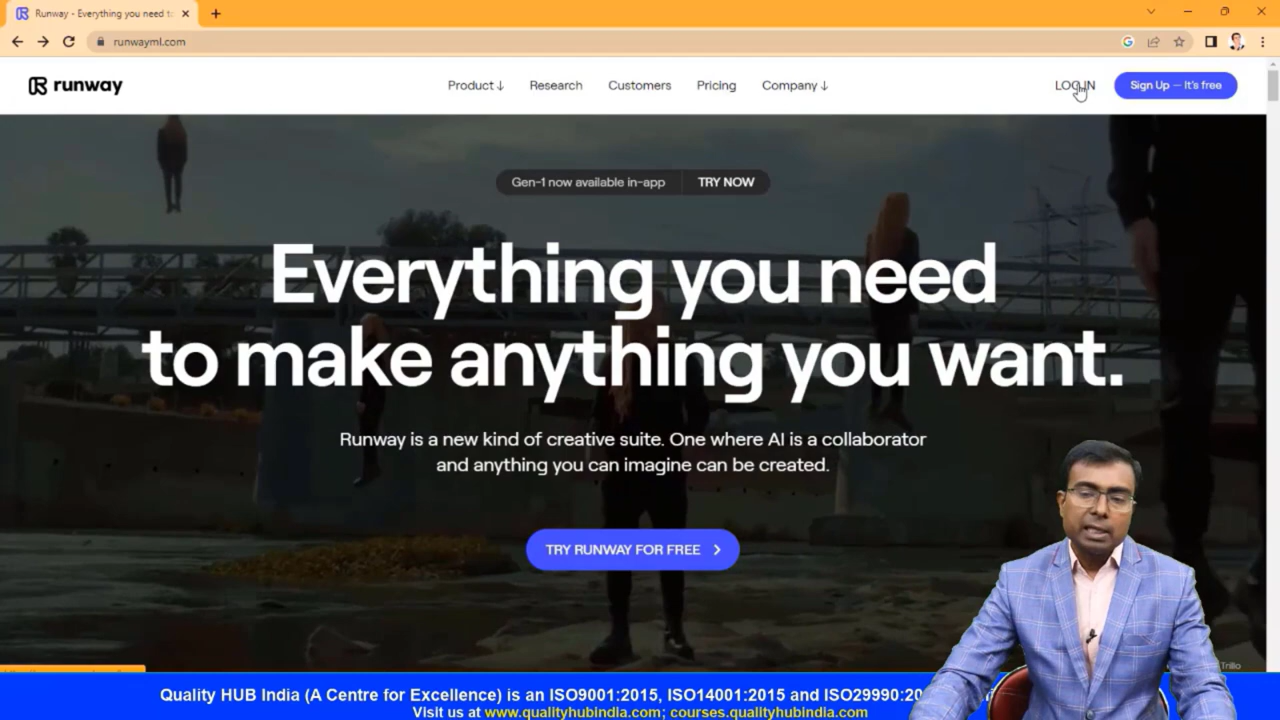 Runway - Everything you need to
runwayml.com
runway
Product ↓ Research Customers Pricing Company ↓ LOG IN Sign Up — It's free
Gen-1 now available in-app TRY NOW
Everything you need
to make anything you want.
Runway is a new kind of creative suite. One where AI is a collaborator
and anything you can imagine can be created.
TRY RUNWAY FOR FREE
Trillo
Quality HUB India (A Centre for Excellence) is an ISO9001:2015, ISO14001:2015 and ISO29990:20
Visit us at www.qualityhubindia.com; courses.qualityhubindia.com